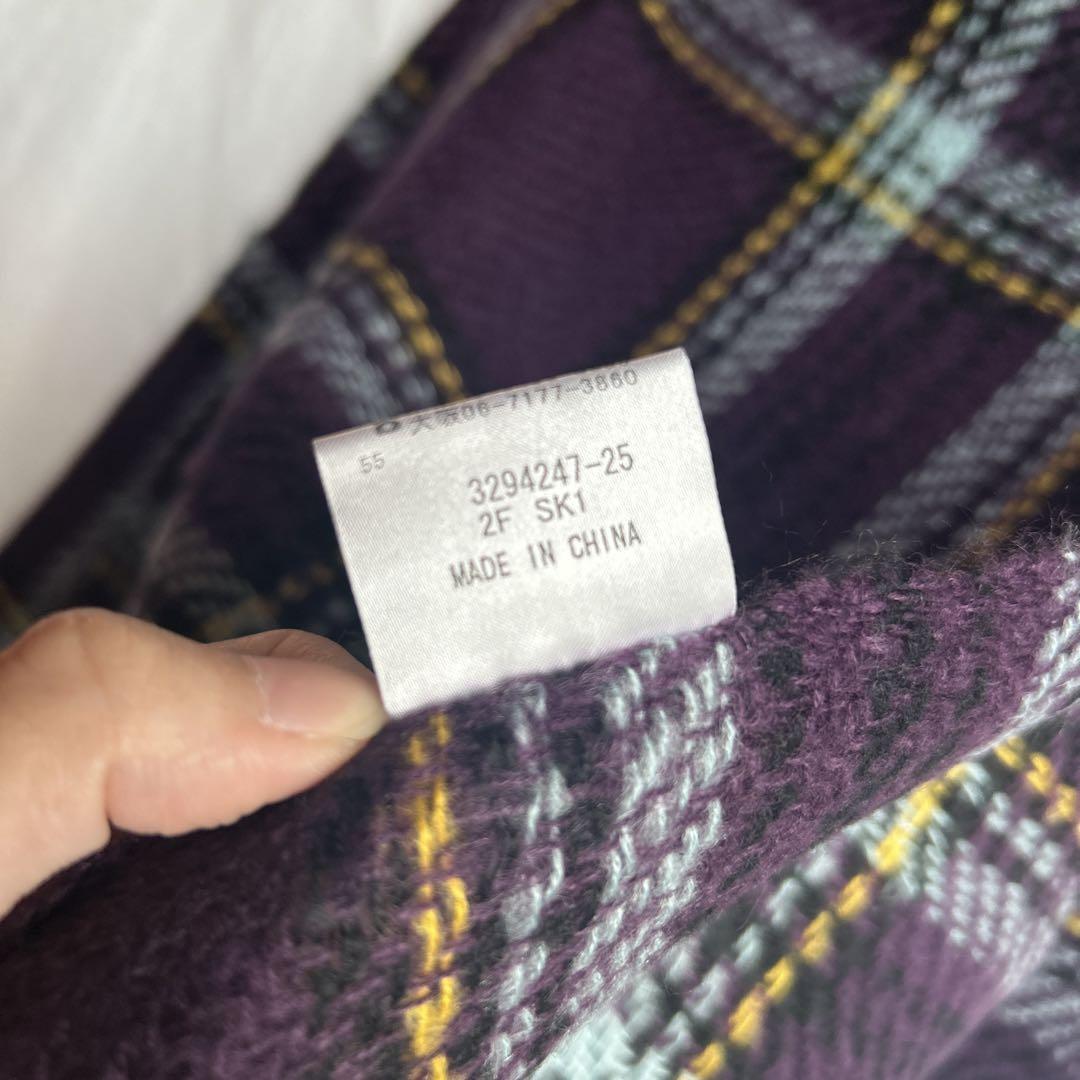 大阪06-7177-3860
55
3294247-25
2F SK1
MADE IN CHINA